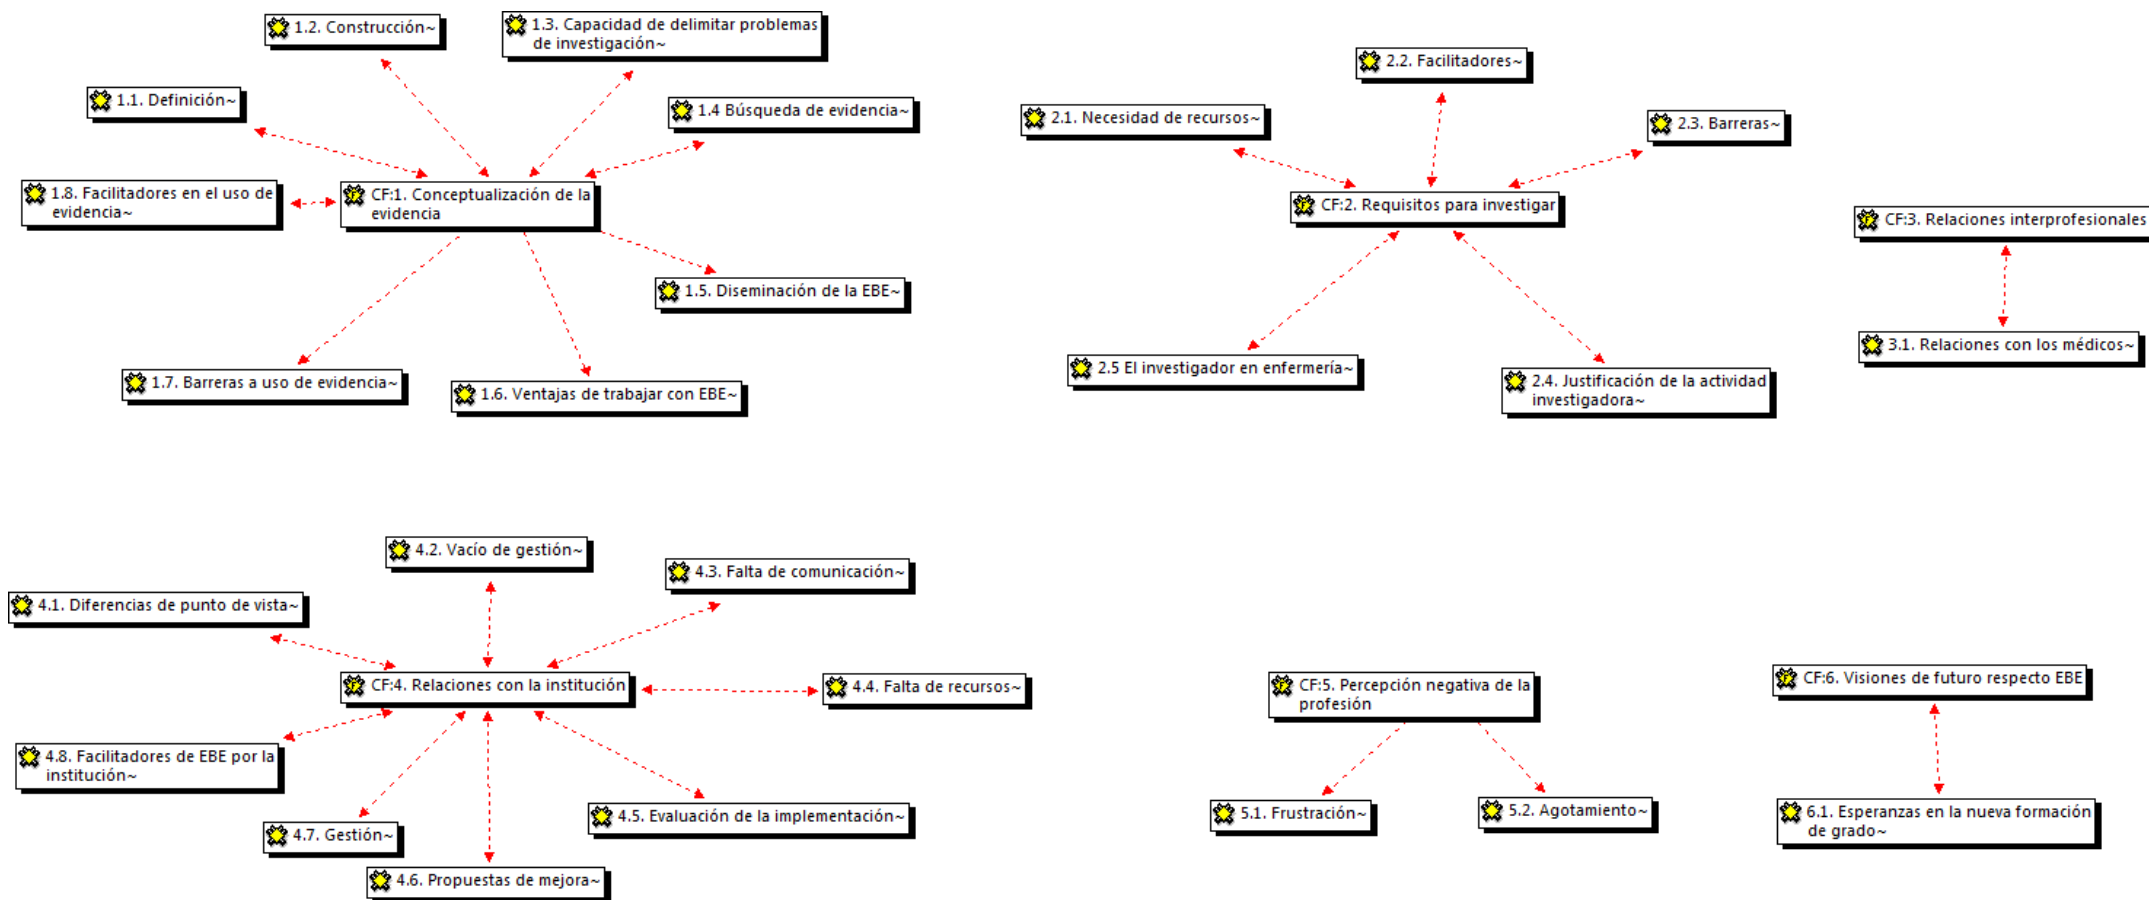 1.2. Construcción~
1.3. Capacidad de delimitar problemas
de investigación~
1.1. Definición~
1.4 Búsqueda de evidencia~
1.8. Facilitadores en el uso de
evidencia~
CF:1. Conceptualización de la
evidencia
1.5. Diseminación de la EBE~
1.7. Barreras a uso de evidencia~
1.6. Ventajas de trabajar con EBE~
2.2. Facilitadores~
2.1. Necesidad de recursos~
2.3. Barreras~
CF:2. Requisitos para investigar
2.5 El investigador en enfermería~
2.4. Justificación de la actividad
investigadora~
CF:3. Relaciones interprofesionales
3.1. Relaciones con los médicos~
4.2. Vacío de gestión~
4.3. Falta de comunicación~
4.1. Diferencias de punto de vista~
CF:4. Relaciones con la institución
4.4. Falta de recursos~
4.8. Facilitadores de EBE por la
institución~
4.5. Evaluación de la implementación~
4.7. Gestión~
4.6. Propuestas de mejora~
CF:5. Percepción negativa de la
profesión
5.1. Frustración~
5.2. Agotamiento~
CF:6. Visiones de futuro respecto EBE
6.1. Esperanzas en la nueva formación
de grado~